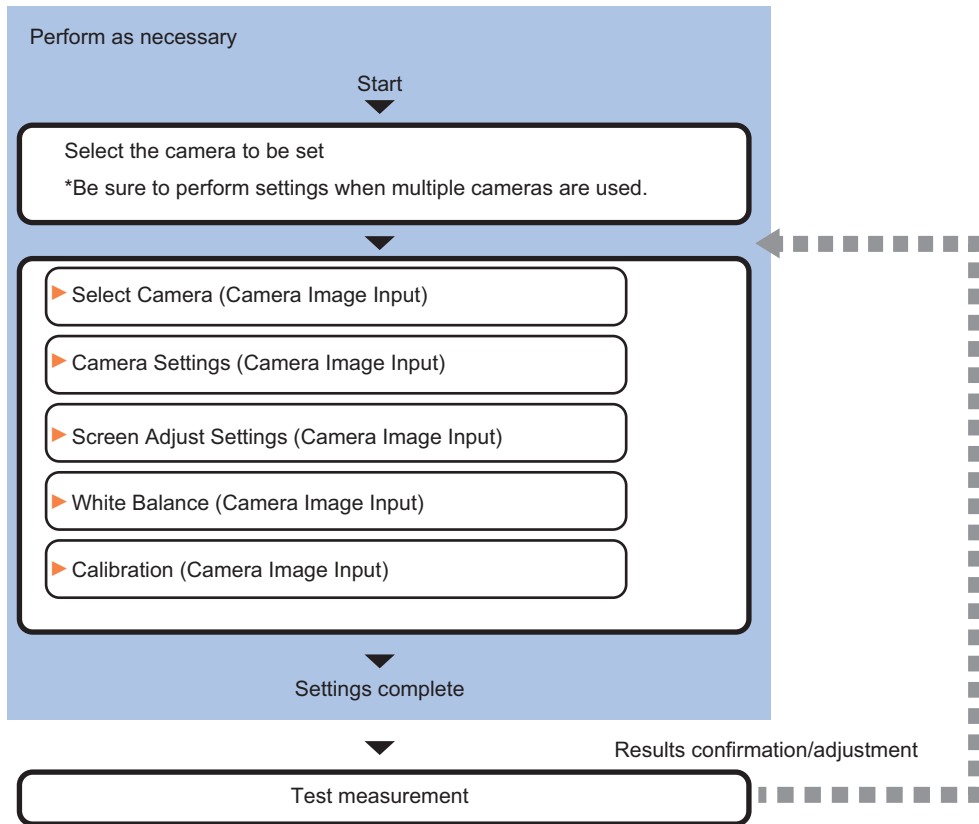 Perform as necessary
Start
Select the camera to be set
*Be sure to perform settings when multiple cameras are used.
Select Camera (Camera Image Input)
Camera Settings (Camera Image Input)
Screen Adjust Settings (Camera Image Input)
White Balance (Camera Image Input)
Calibration (Camera Image Input)
Settings complete
Results confirmation/adjustment
Test measurement